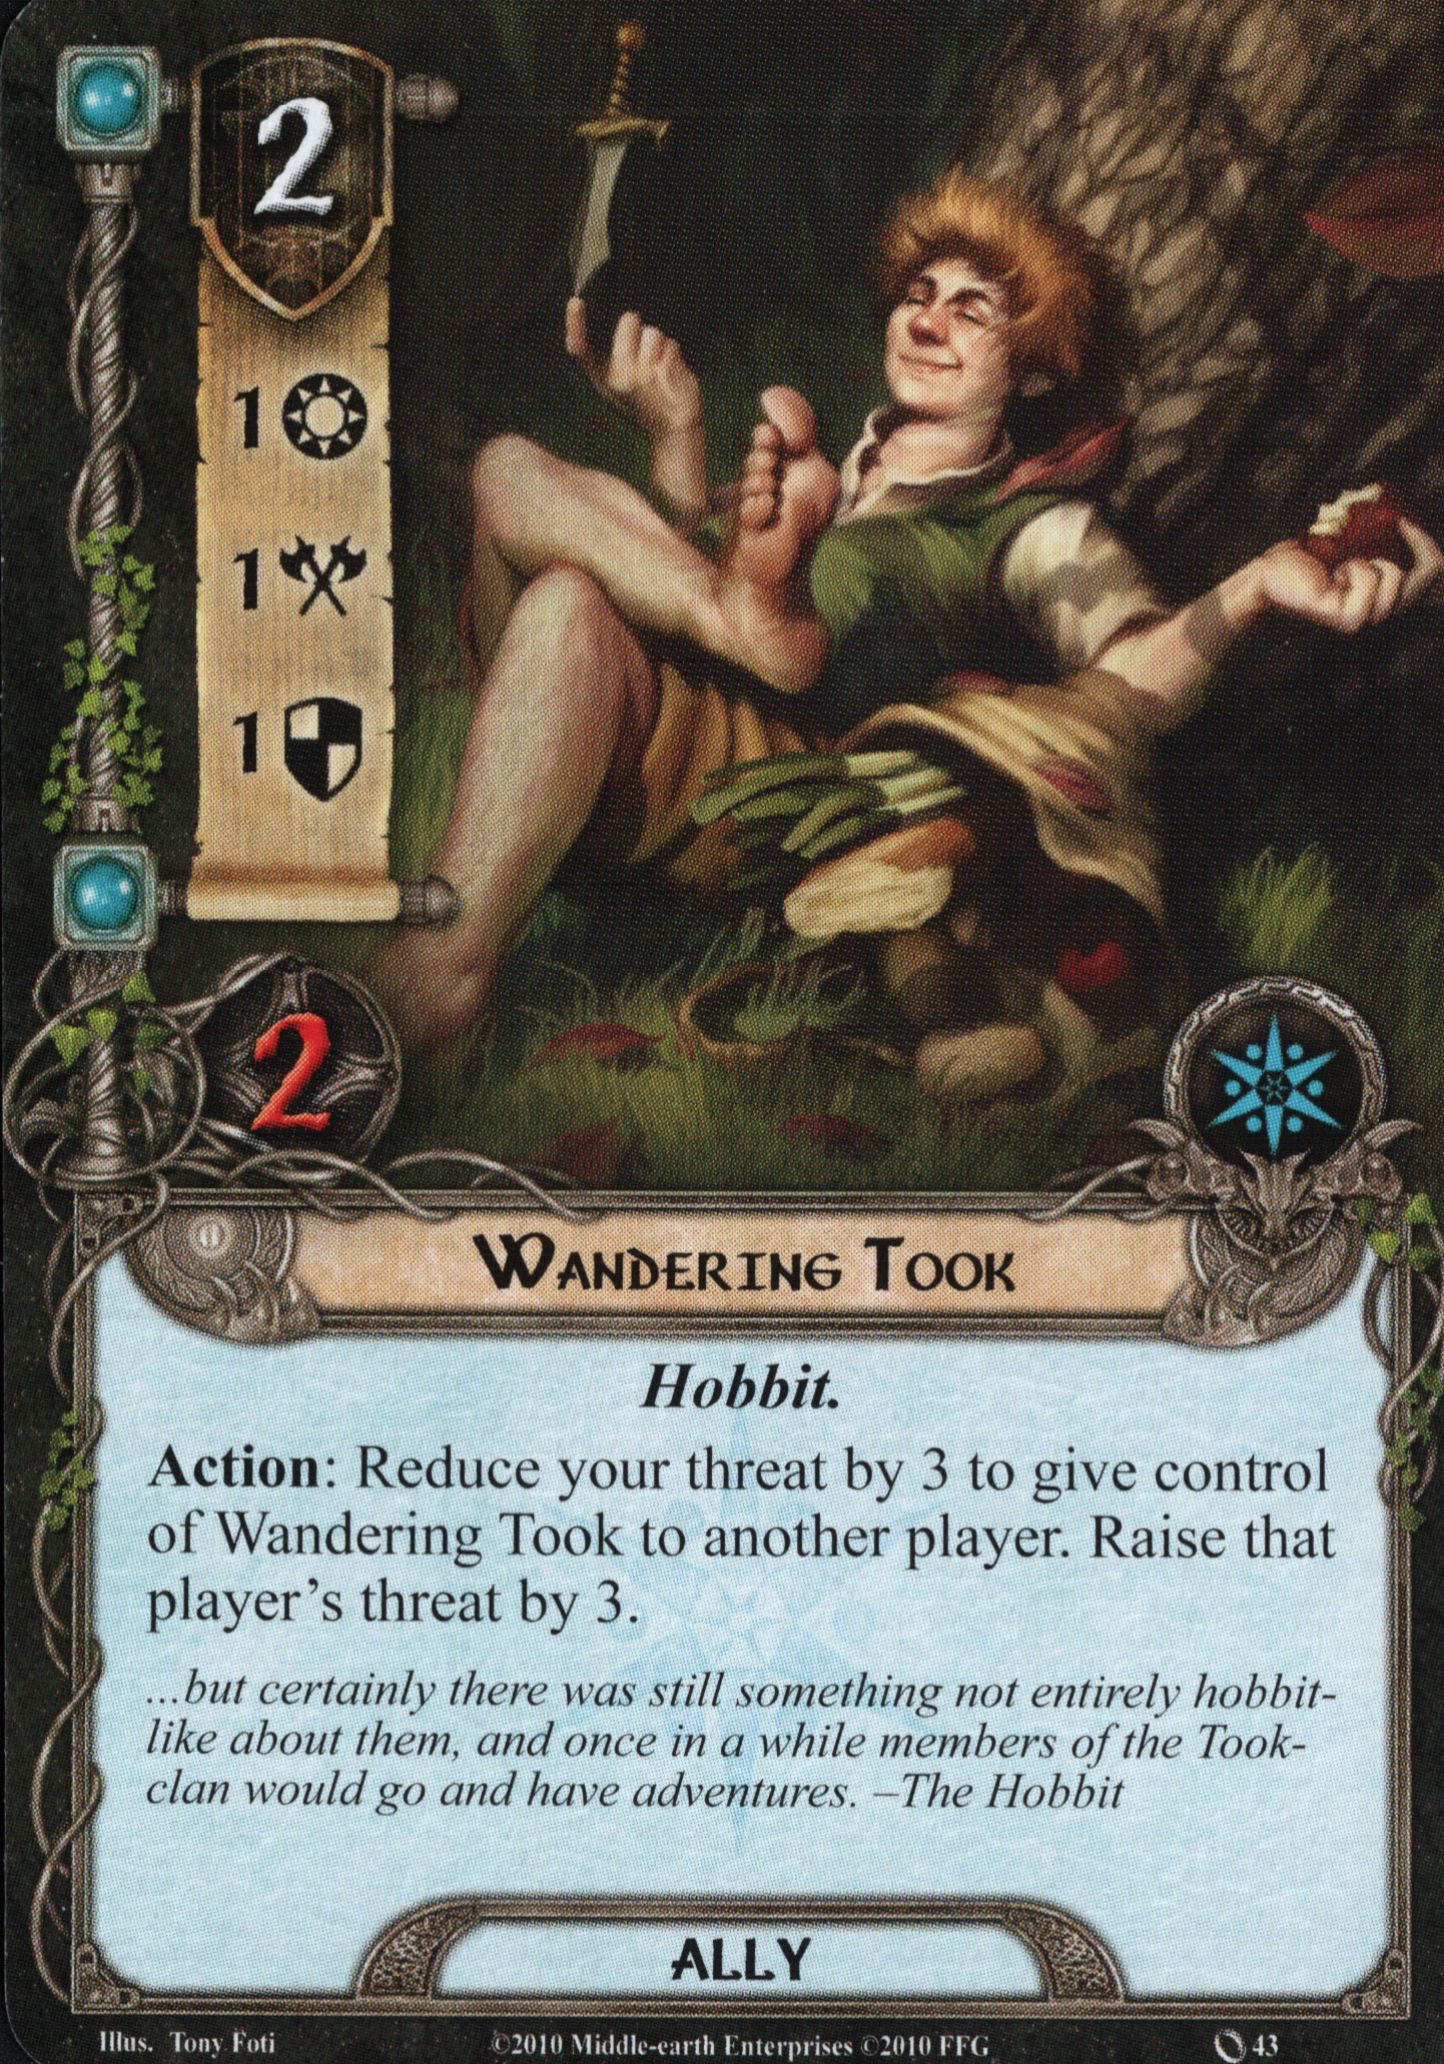 2
1
1
1
2
WANDERING TOOK
Hobbit.
Action: Reduce your threat by 3 to give control
of Wandering Took to another player. Raise that
player's threat by 3.
...but certainly there was still something not entirely hobbit-
like about them, and once in a while members of the Took-
clan would go and have adventures. –The Hobbit
ALLY
Illus. Tony Foti ©2010 Middle-earth Enterprises ©2010 FFG 43